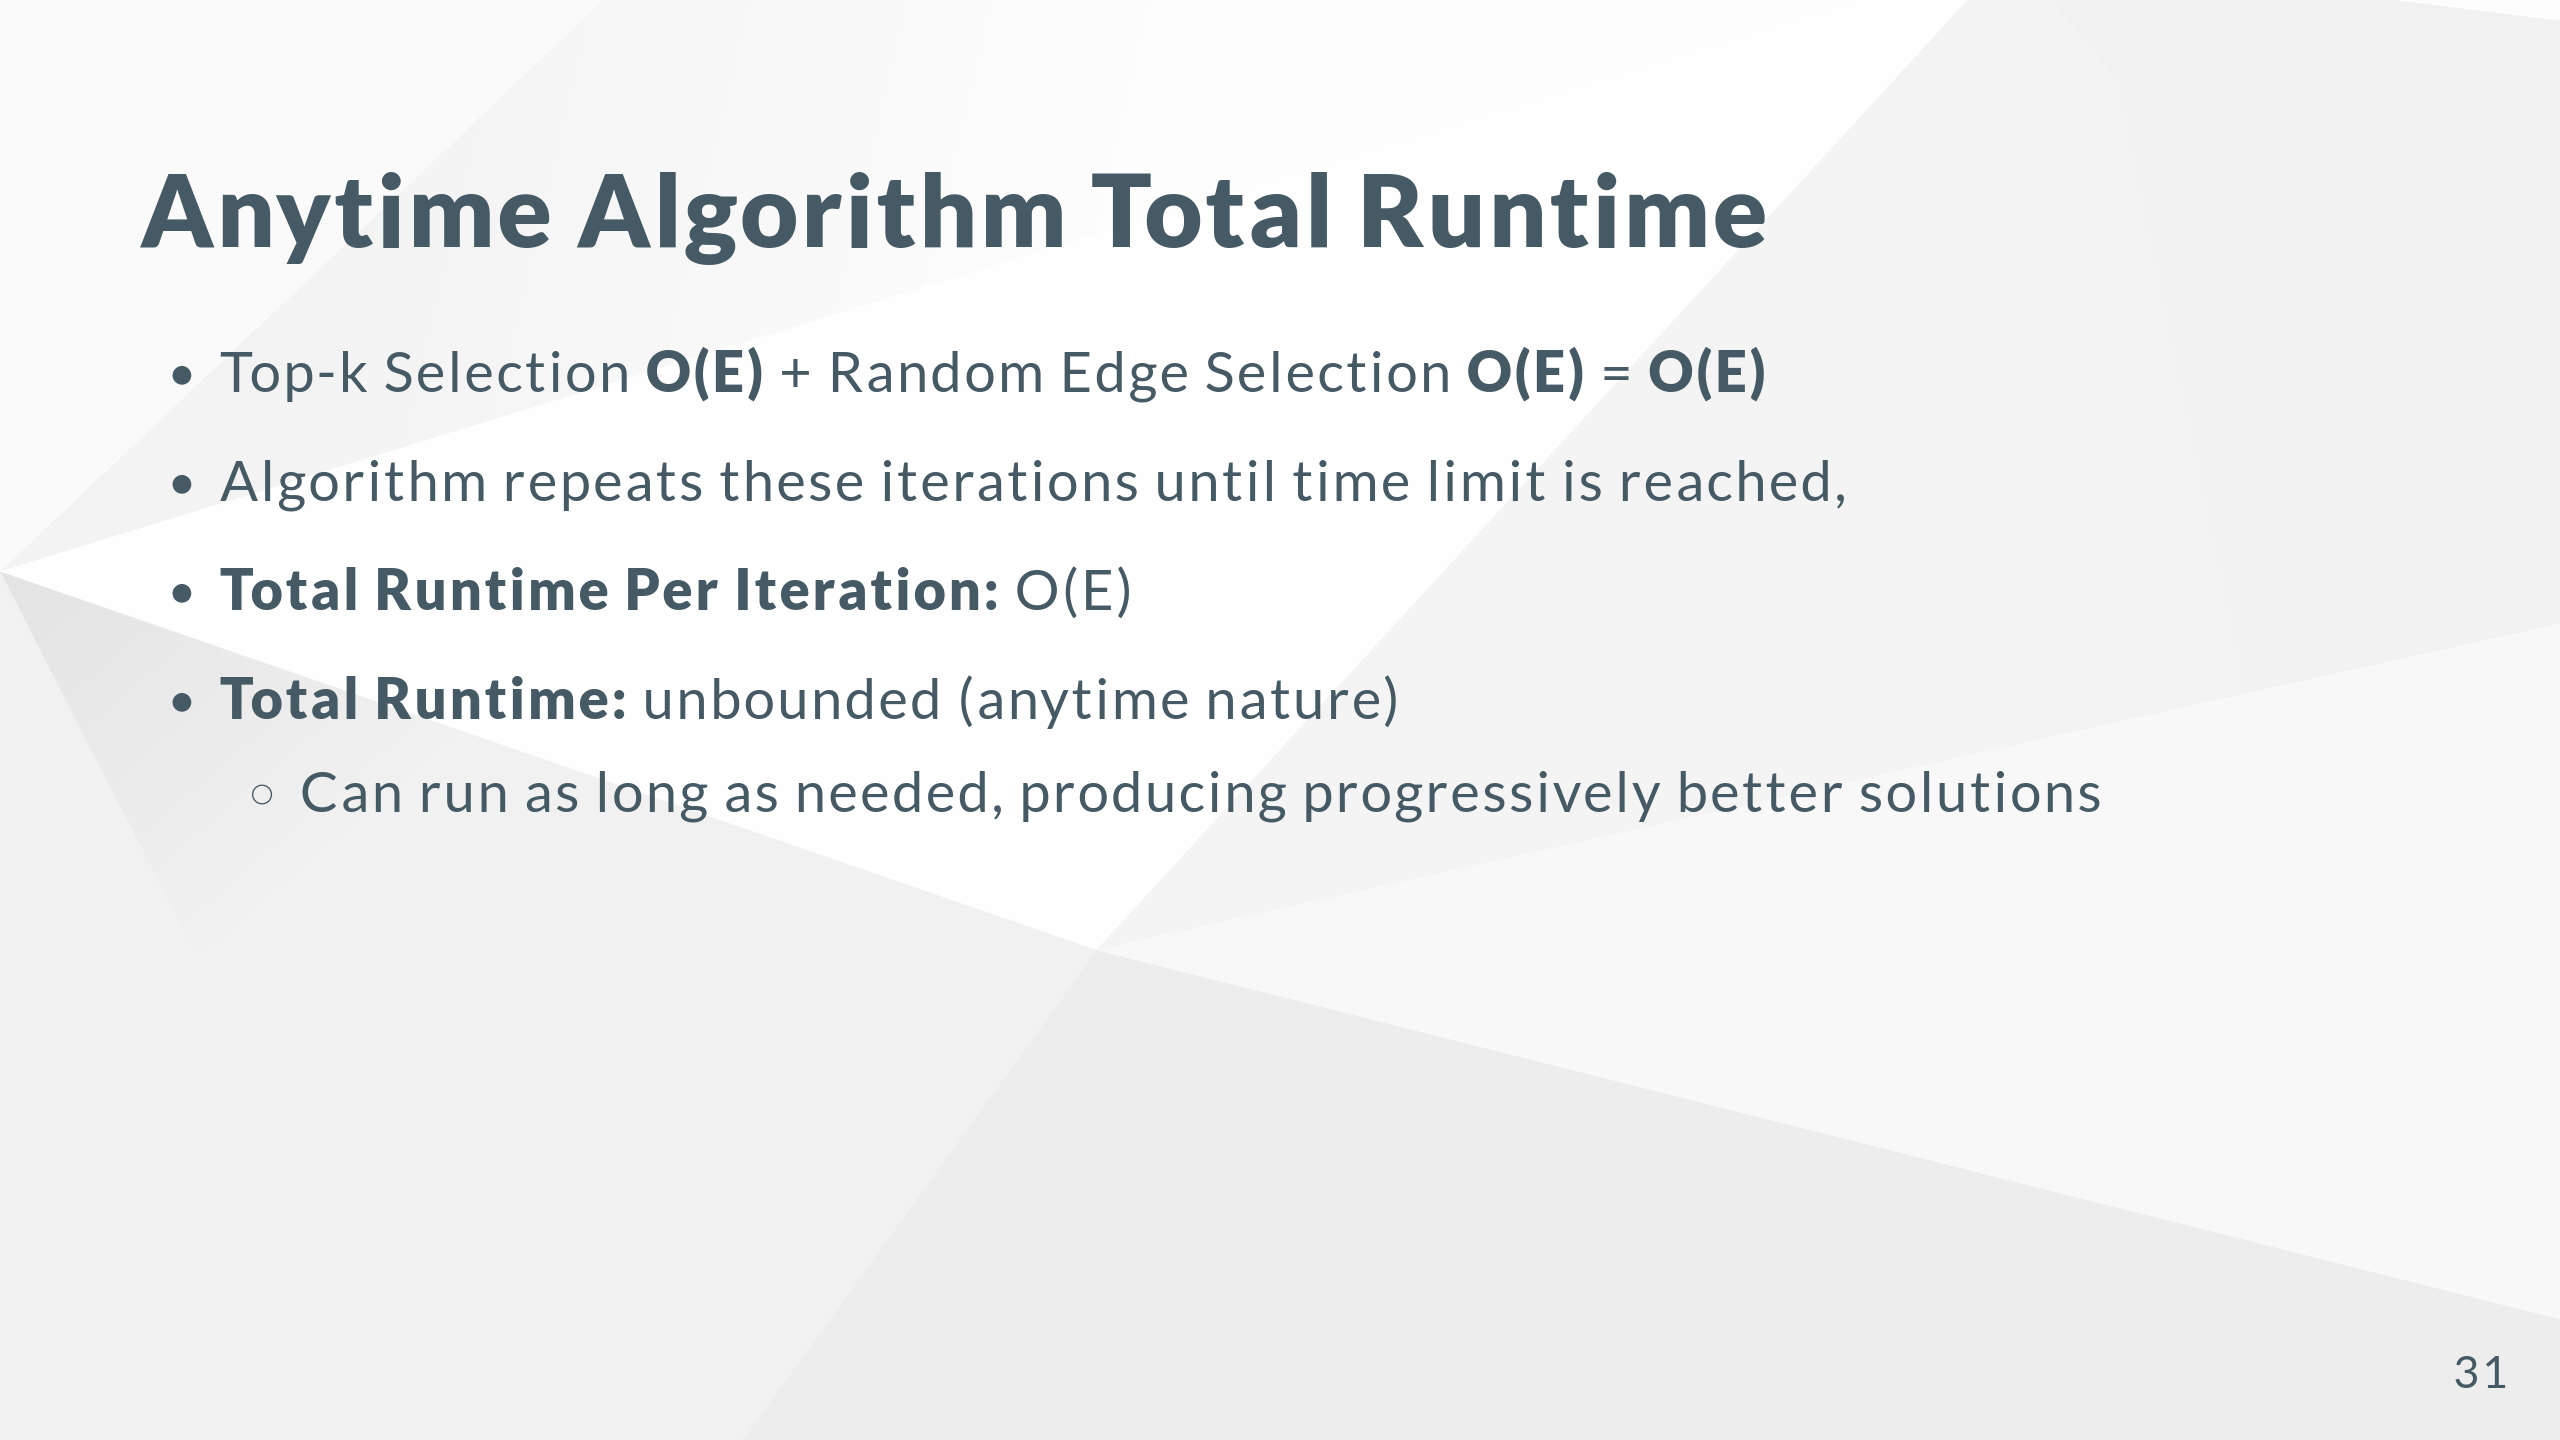 Anytime Algorithm Total Runtime
• Top-k Selection O(E) + Random Edge Selection O(E) = O(E)
• Algorithm repeats these iterations until time limit is reached,
• Total Runtime Per Iteration: O(E)
• Total Runtime: unbounded (anytime nature)
○ Can run as long as needed, producing progressively better solutions
31